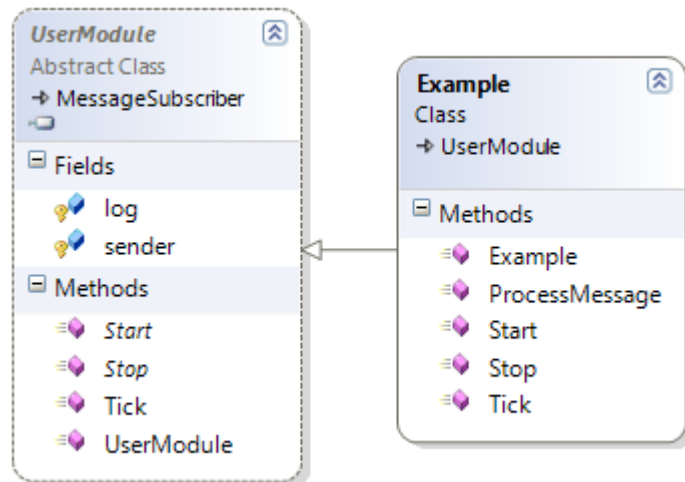 UserModule
Abstract Class
MessageSubscriber
Fields
log
sender
Methods
Start
Stop
Tick
UserModule
Example
Class
UserModule
Methods
Example
ProcessMessage
Start
Stop
Tick